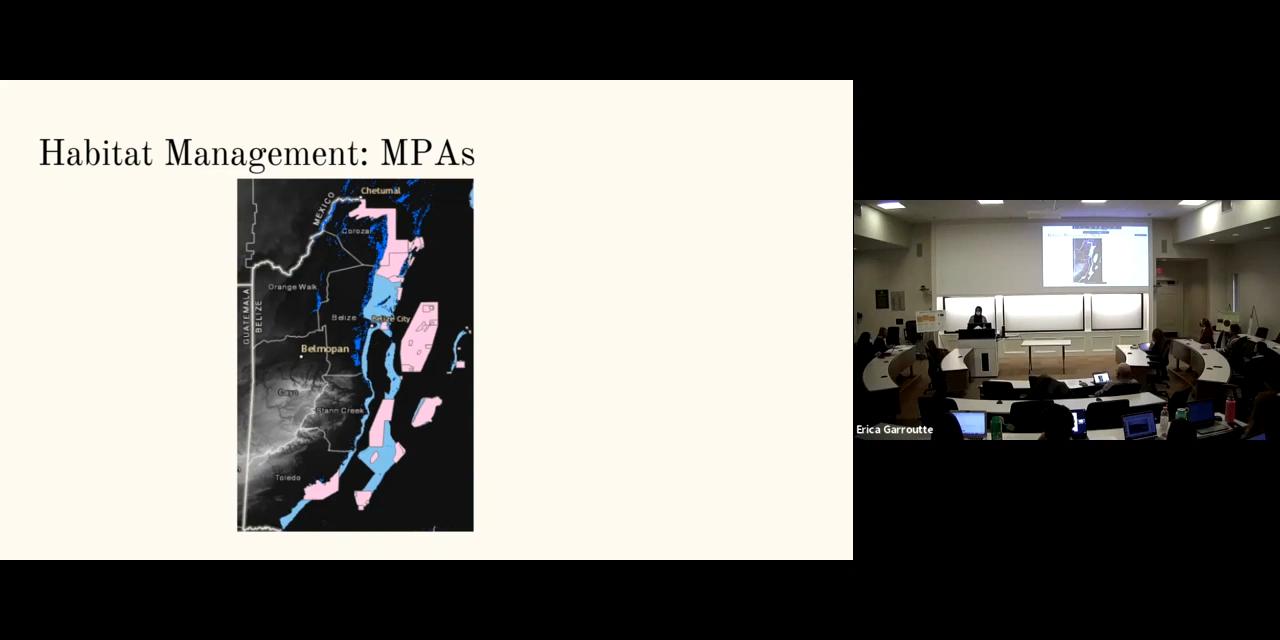 Habitat Management: MPAs
Chetumal
MEXICO
Corozal
Orange Walk
GUATEMALA
BELIZE
Belize
Belize City
Belmopan
Cayo
Stann Creek
Toledo
Erica Garroutte